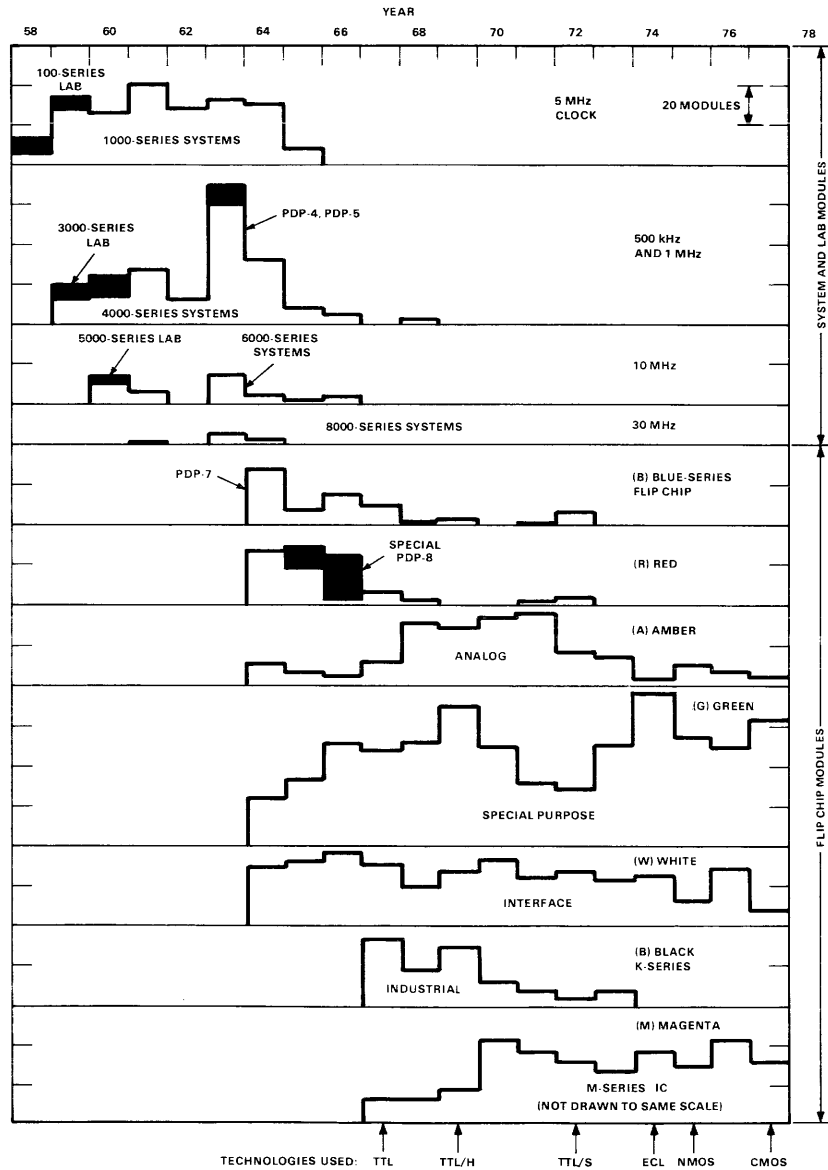 YEAR
58 60 62 64 66 68 70 72 74 76 78
100-SERIES
LAB
1000-SERIES SYSTEMS
5 MHz
CLOCK
20 MODULES
3000-SERIES
LAB
4000-SERIES SYSTEMS
PDP-4, PDP-5
500 kHz
AND 1 MHz
5000-SERIES LAB
6000-SERIES
SYSTEMS
10 MHz
8000-SERIES SYSTEMS
30 MHz
SYSTEM AND LAB MODULES
PDP-7
(B) BLUE-SERIES
FLIP CHIP
SPECIAL
PDP-8
(R) RED
(A) AMBER
ANALOG
(G) GREEN
SPECIAL PURPOSE
(W) WHITE
INTERFACE
(B) BLACK
K-SERIES
INDUSTRIAL
(M) MAGENTA
M-SERIES IC
(NOT DRAWN TO SAME SCALE)
FLIP CHIP MODULES
TECHNOLOGIES USED: TTL TTL/H TTL/S ECL NMOS CMOS